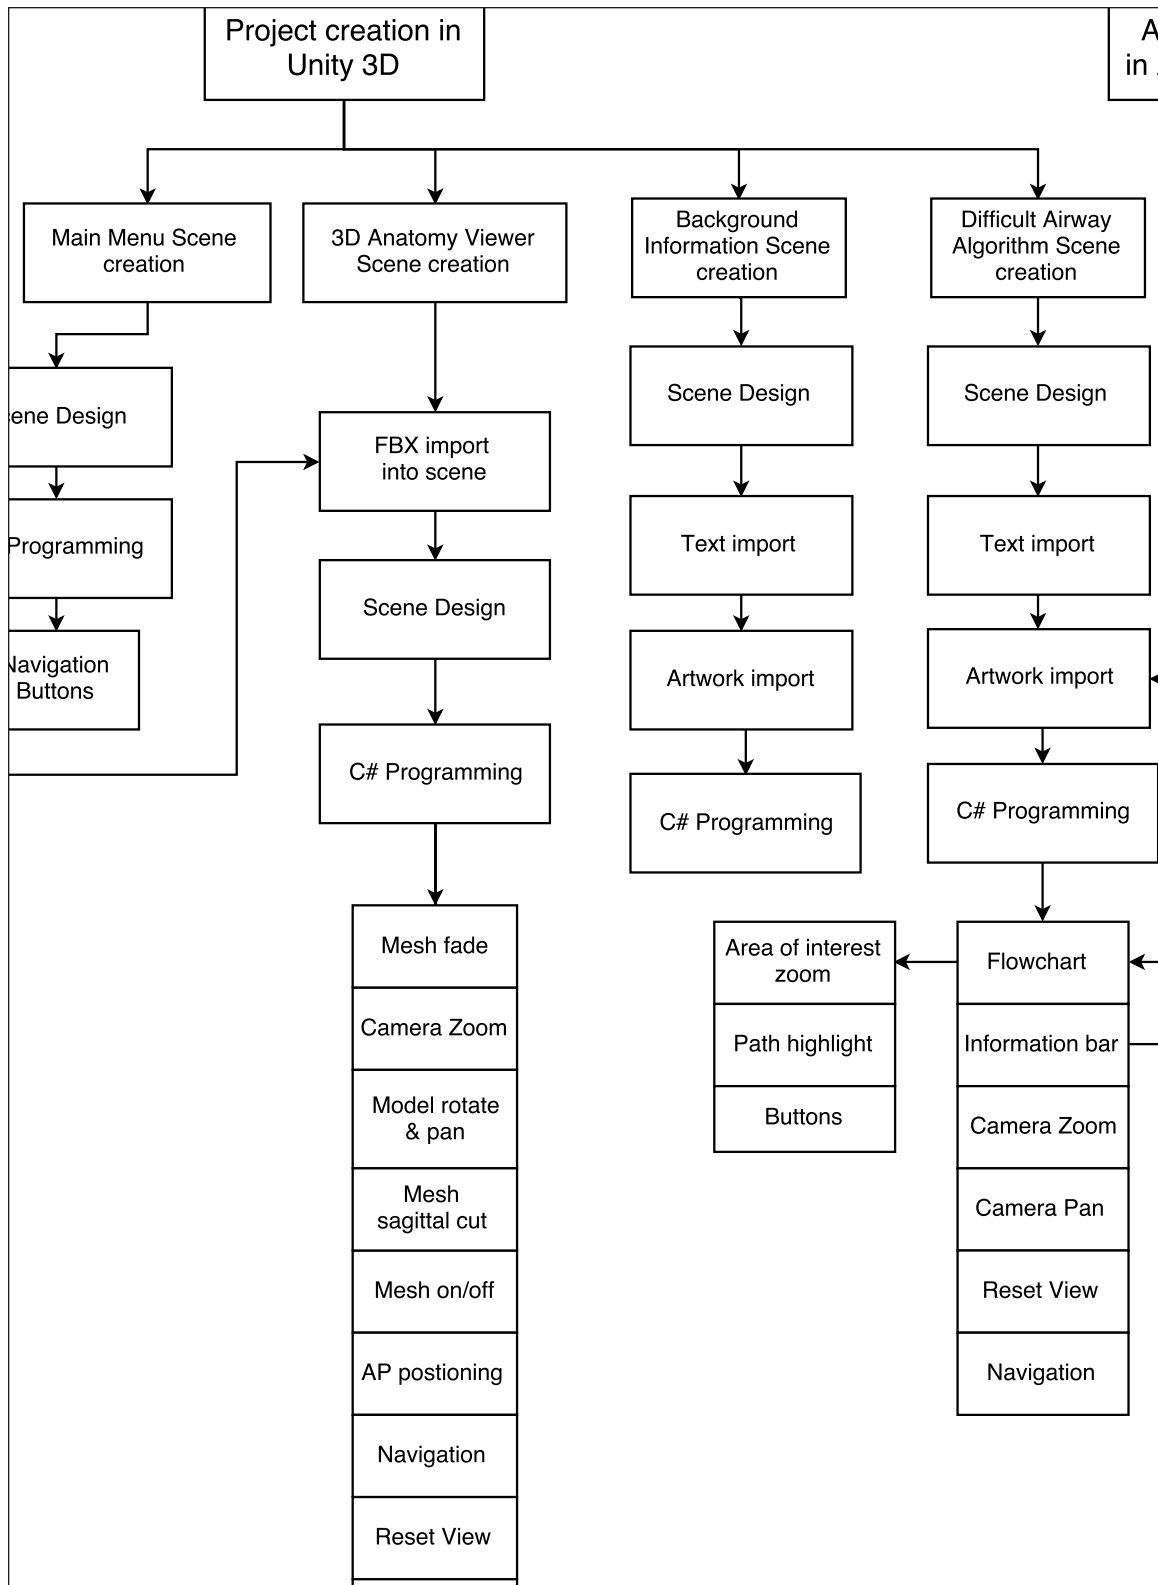 Project creation in
Unity 3D
A
in
Main Menu Scene
creation
3D Anatomy Viewer
Scene creation
Background
Information Scene
creation
Difficult Airway
Algorithm Scene
creation
Design
Programming
Navigation
Buttons
FBX import
into scene
Scene Design
C# Programming
Mesh fade
Camera Zoom
Model rotate
& pan
Mesh
sagittal cut
Mesh on/off
AP postioning
Navigation
Reset View
Scene Design
Text import
Artwork import
C# Programming
Scene Design
Text import
Artwork import
C# Programming
Area of interest
zoom
Path highlight
Buttons
Flowchart
Information bar
Camera Zoom
Camera Pan
Reset View
Navigation